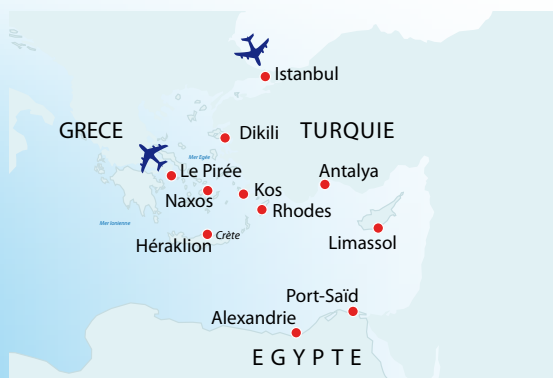 Istanbul
GRECE
Dikili
TURQUIE
Mer Egée
Le Pirée
Antalya
Naxos
Kos
Rhodes
Mer Ionienne
Héraklion
Crète
Limassol
Port-Saïd
Alexandrie
EGYPTE